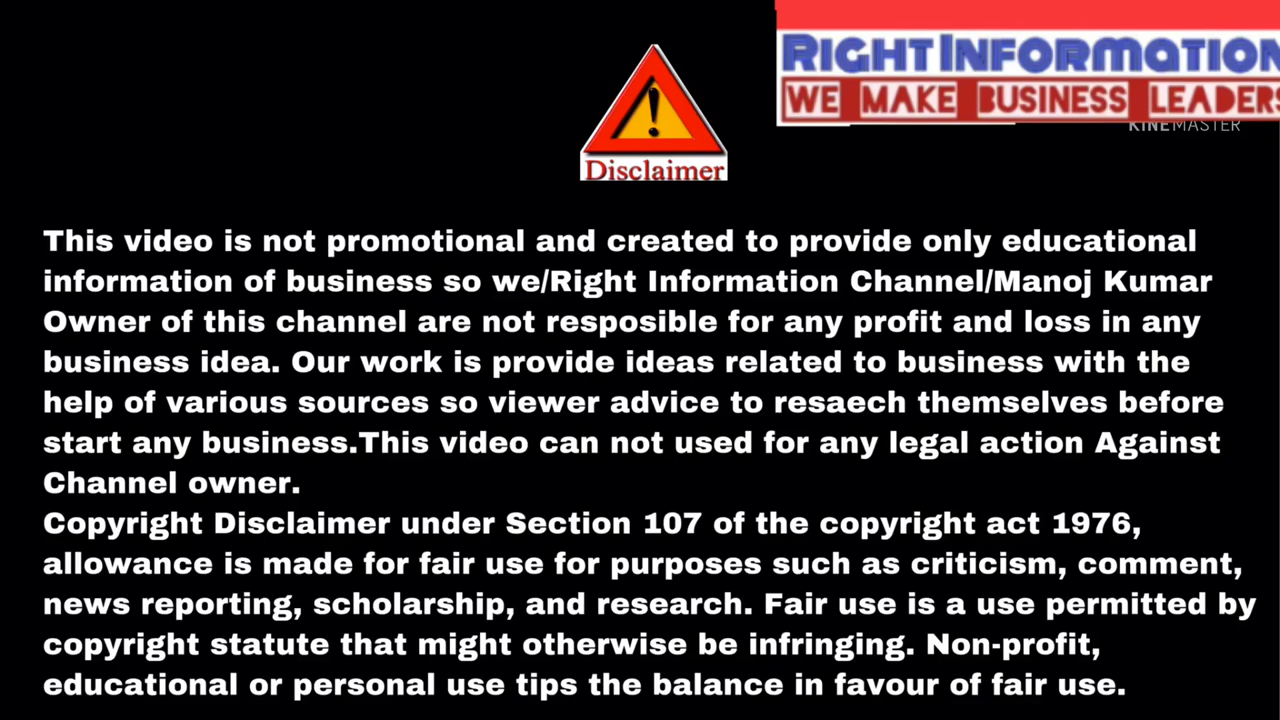 RIGHTINFORMATION
WE MAKE BUSINESS LEADERS
KINEMASTER
Disclaimer
This video is not promotional and created to provide only educational
information of business so we/Right Information Channel/Manoj Kumar
Owner of this channel are not resposible for any profit and loss in any
business idea. Our work is provide ideas related to business with the
help of various sources so viewer advice to resaech themselves before
start any business.This video can not used for any legal action Against
Channel owner.
Copyright Disclaimer under Section 107 of the copyright act 1976,
allowance is made for fair use for purposes such as criticism, comment,
news reporting, scholarship, and research. Fair use is a use permitted by
copyright statute that might otherwise be infringing. Non-profit,
educational or personal use tips the balance in favour of fair use.